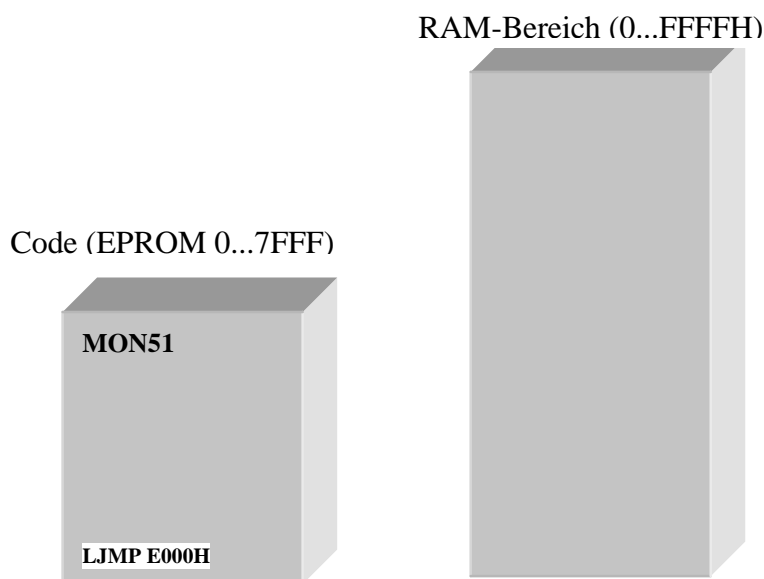 RAM-Bereich (0...FFFFH)
Code (EPROM 0...7FFF)
MON51
LJMP E000H